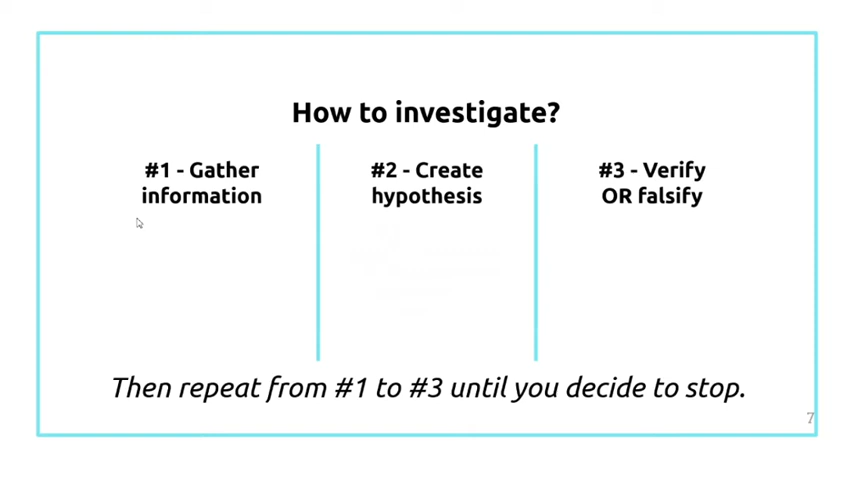 How to investigate?
#1 - Gather
information
#2 - Create
hypothesis
#3 - Verify
OR falsify
Then repeat from #1 to #3 until you decide to stop.
7